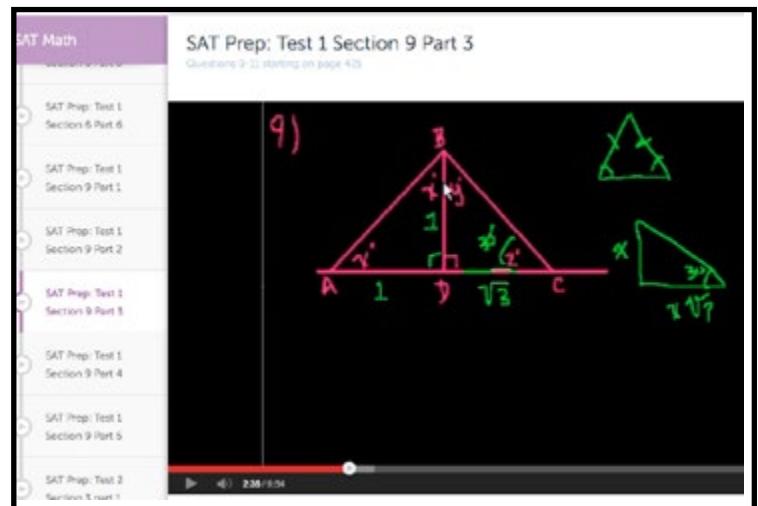 SAT Math
SAT Prep: Test 1 Section 9 Part 3
SAT Prep: Test 1
Section 6 Part 6
SAT Prep: Test 1
Section 9 Part 1
SAT Prep: Test 1
Section 9 Part 2
SAT Prep: Test 1
Section 9 Part 3
SAT Prep: Test 1
Section 9 Part 4
SAT Prep: Test 1
Section 9 Part 5
SAT Prep: Test 2
Section 3 part 1
9)
B
x° y°
1
x° z°
A D C
1 √3
x 30°